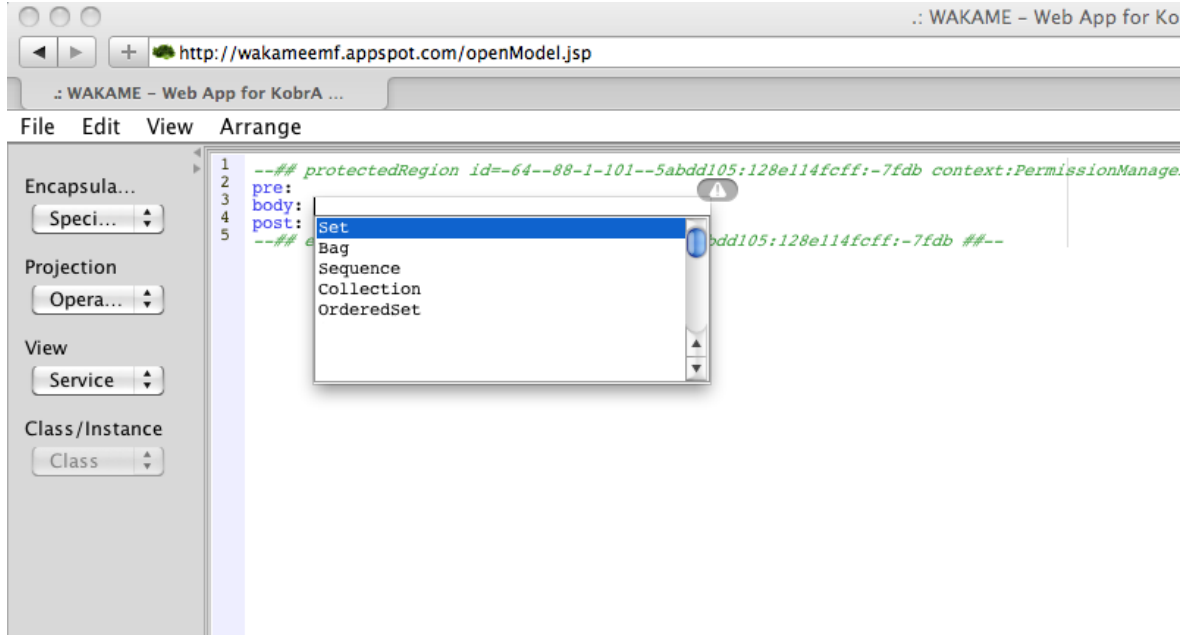 .: WAKAME – Web App for Ko
http://wakameemf.appspot.com/openModel.jsp
.: WAKAME – Web App for KobrA ...
File Edit View Arrange
Encapsula...
Speci...
Projection
Opera...
View
Service
Class/Instance
Class
1 --## protectedRegion id=-64--88-1-101--5abdd105:128e114fcff:-7fdb context:PermissionManage
2 pre:
3 body:
4 post:
5 --## e bdd105:128e114fcff:-7fdb ##--
Set
Bag
Sequence
Collection
OrderedSet